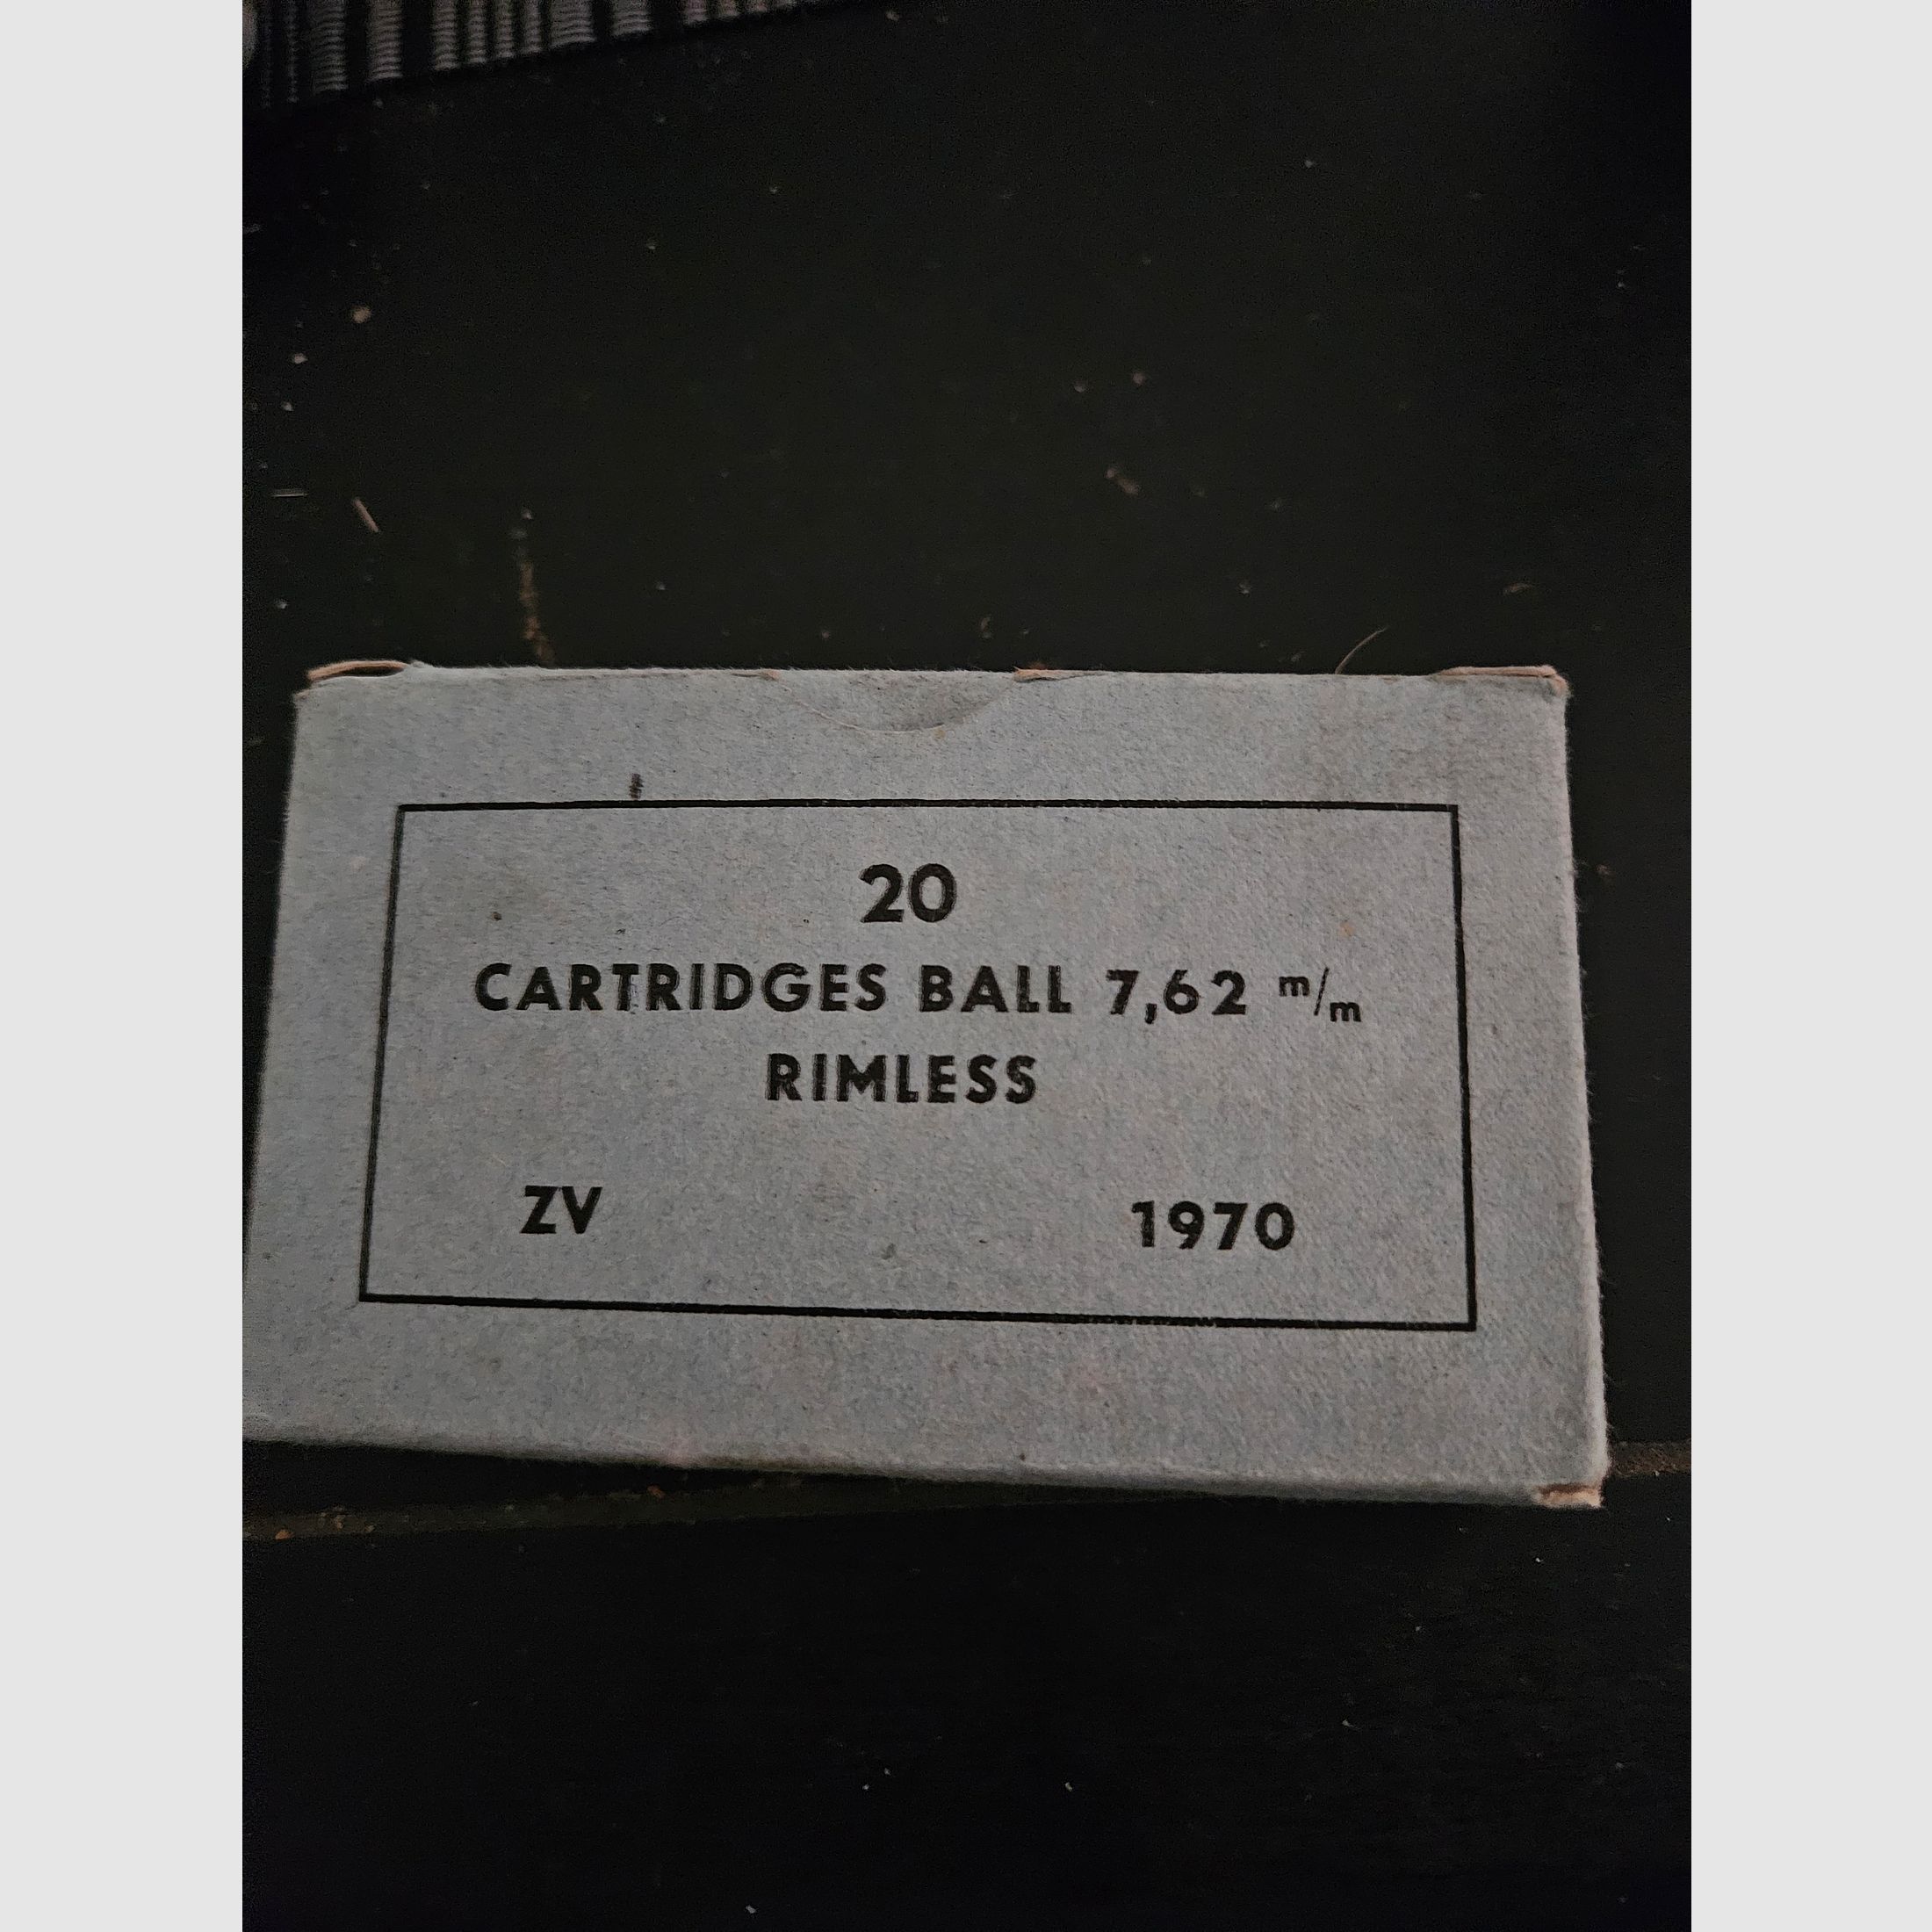 20
CARTRIDGES BALL 7,62 m/m
RIMLESS
ZV 1970